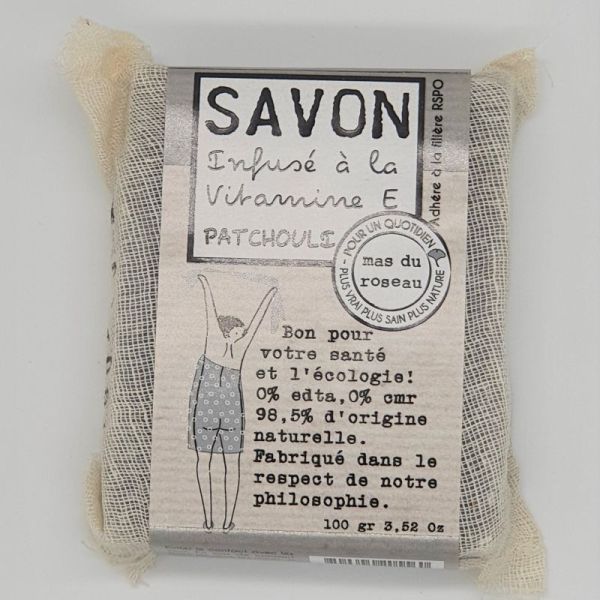 SAVON
Infusé à la
Vitamine E
PATCHOULI
Adhère à la filière RSPO
POUR UN QUOTIDIEN
- PLUS VRAI PLUS SAIN PLUS NATURE -
mas du
roseau
Bon pour
votre santé
et l'écologie!
0% edta,0% cmr
98,5% d'origine
naturelle.
Fabriqué dans le
respect de notre
philosophie.
100 gr 3,52 Oz